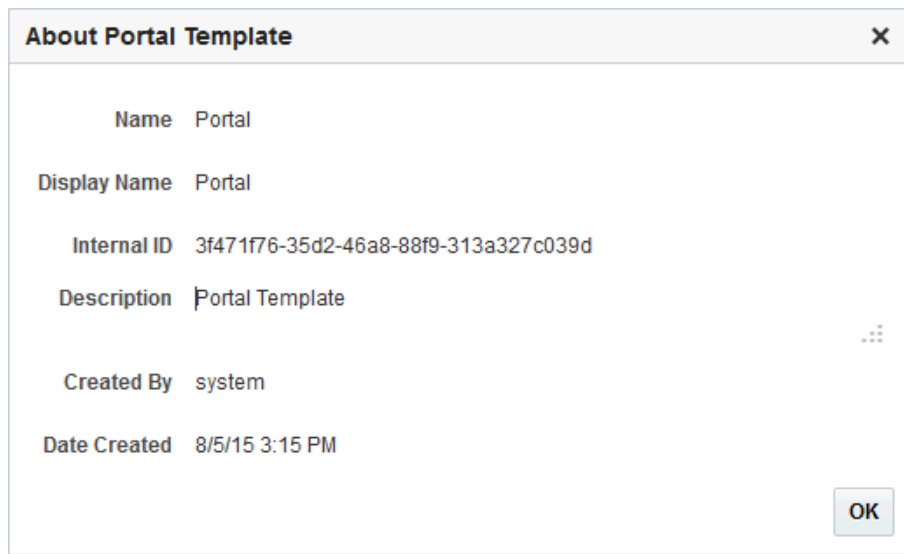 About Portal Template
Name Portal
Display Name Portal
Internal ID 3f471f76-35d2-46a8-88f9-313a327c039d
Description Portal Template
Created By system
Date Created 8/5/15 3:15 PM
OK